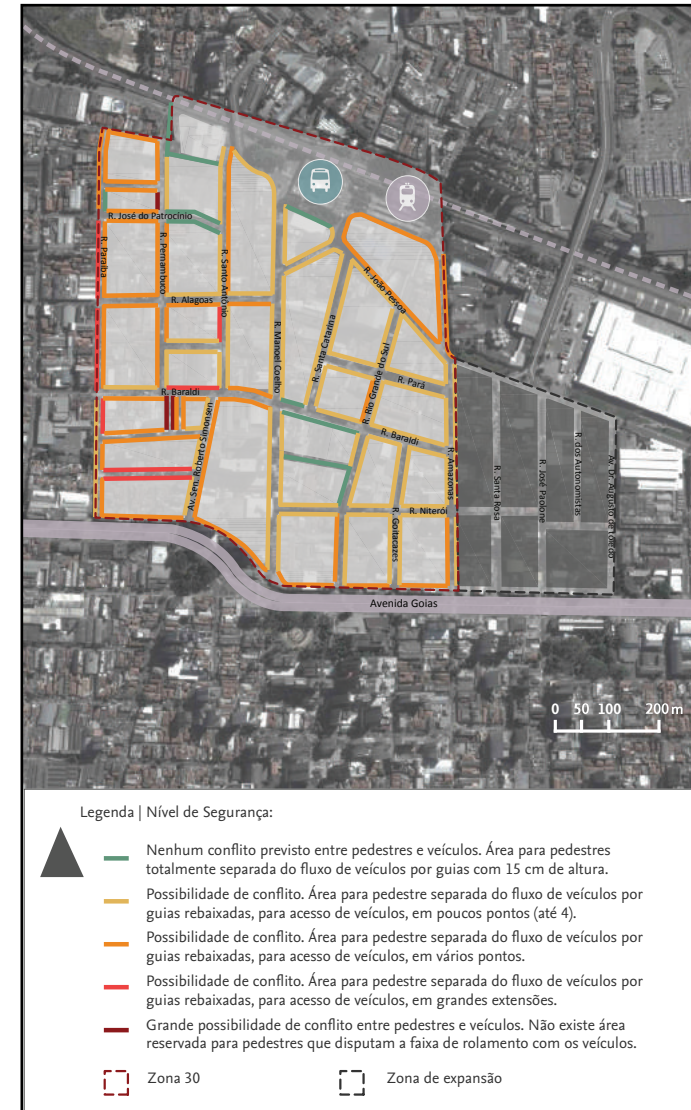 R. José do Patrocínio
R. Paraíba
R. Pernambuco
R. Santo Antônio
R. Alagoas
R. João Pessoa
R. Manoel Coelho
R. Santa Catarina
R. Rio Grande do Sul
R. Pará
R. Baraldi
R. Baraldi
Av. Sen. Roberto Simonsen
R. Amazonas
R. Santa Rosa
R. José Paolone
R. dos Autonomistas
Av. Dr. Augusto de Toledo
R. Goitacazes
R. Niterói
Avenida Goias
0 50 100 200 m
Legenda | Nível de Segurança:
Nenhum conflito previsto entre pedestres e veículos. Área para pedestres
totalmente separada do fluxo de veículos por guias com 15 cm de altura.
Possibilidade de conflito. Área para pedestre separada do fluxo de veículos por
guias rebaixadas, para acesso de veículos, em poucos pontos (até 4).
Possibilidade de conflito. Área para pedestre separada do fluxo de veículos por
guias rebaixadas, para acesso de veículos, em vários pontos.
Possibilidade de conflito. Área para pedestre separada do fluxo de veículos por
guias rebaixadas, para acesso de veículos, em grandes extensões.
Grande possibilidade de conflito entre pedestres e veículos. Não existe área
reservada para pedestres que disputam a faixa de rolamento com os veículos.
Zona 30
Zona de expansão